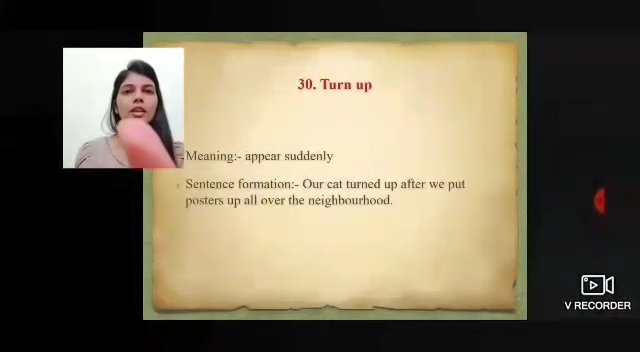 30. Turn up
Meaning:- appear suddenly
Sentence formation:- Our cat turned up after we put
posters up all over the neighbourhood.
V RECORDER